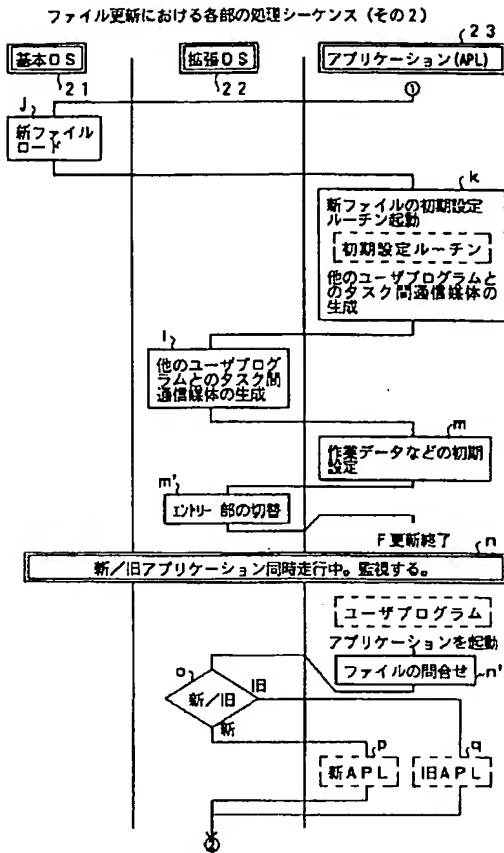 ファイル更新における各部の処理シーケンス（その2）
基本OS
拡張OS
アプリケーション(APL)
21
22
23
①
j
新ファイル
ロード
k
新ファイルの初期設定
ルーチン起動
初期設定ルーチン
他のユーザプログラムと
のタスク間通信媒体の
生成
l
他のユーザプログ
ラムとのタスク間
通信媒体の生成
m
作業データなどの初期
設定
m'
エントリー部の切替
F更新終了
n
新／旧アプリケーション同時走行中。監視する。
ユーザプログラム
アプリケーションを起動
ファイルの問合せ
n'
o
新／旧
旧
新
p
新APL
q
旧APL
②